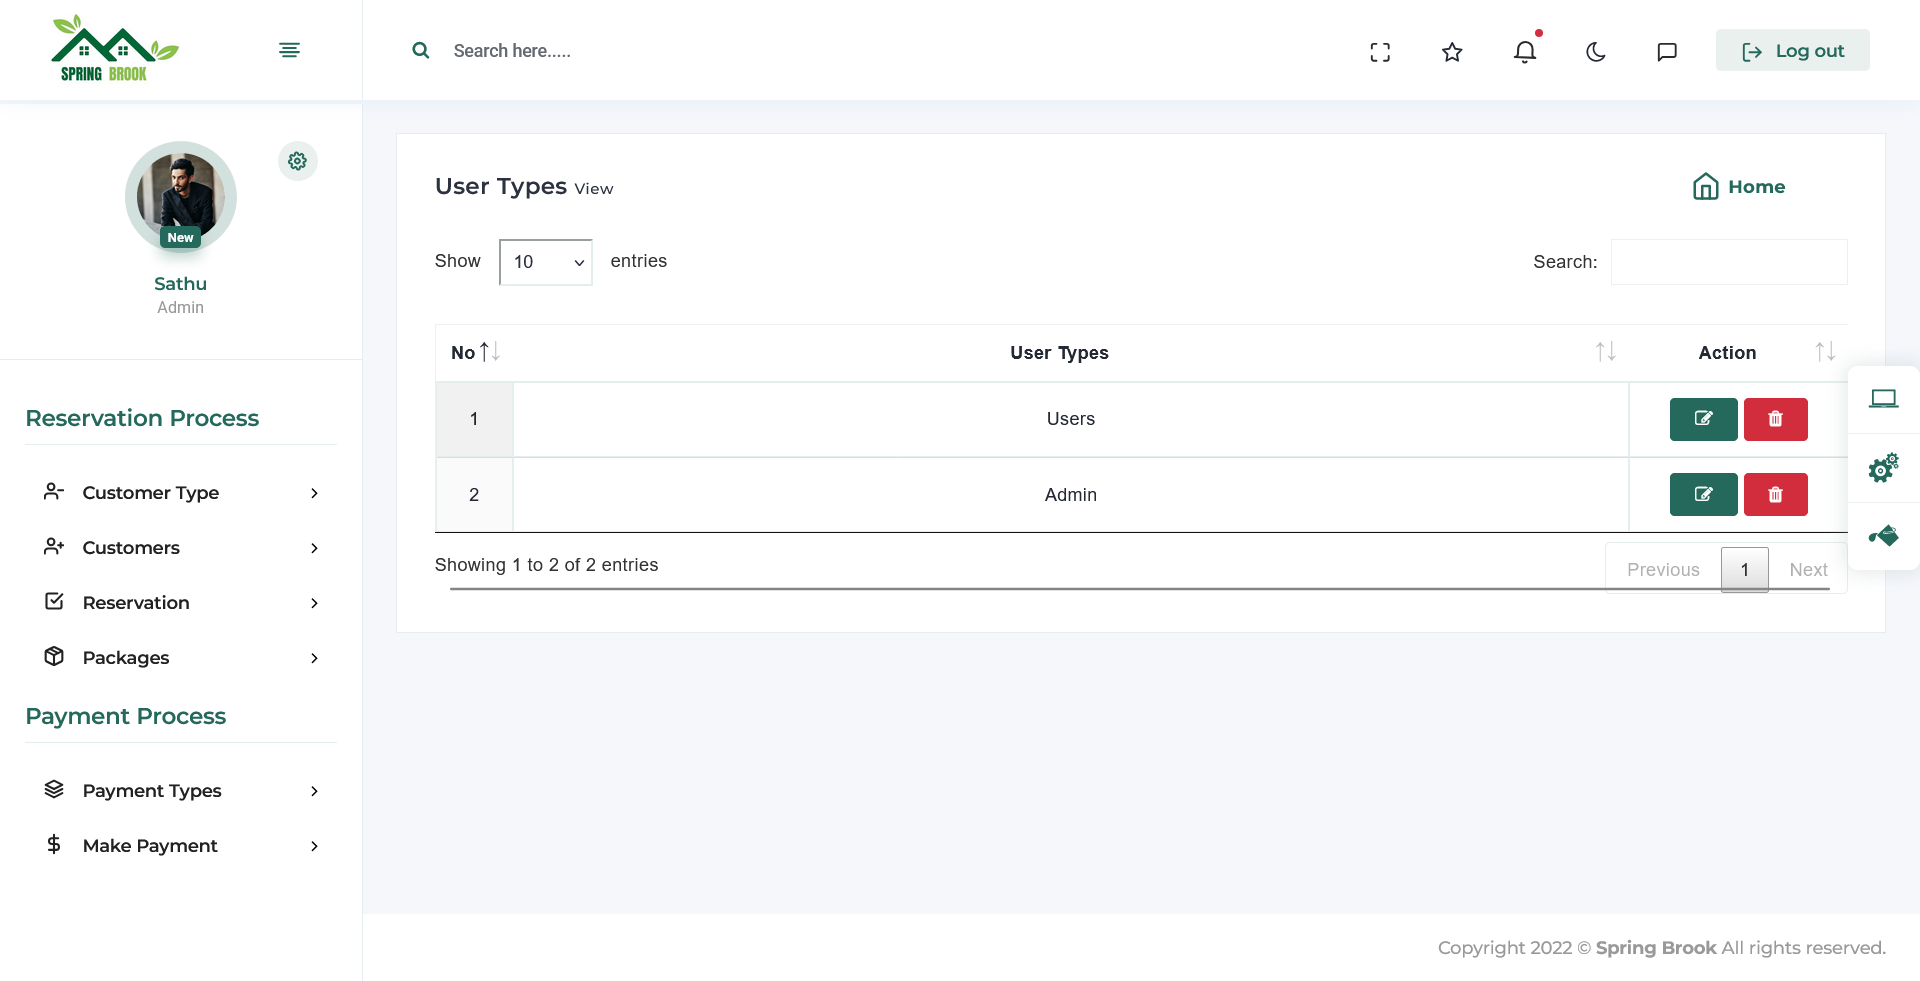 SPRING BROOK
Search here.....
Log out
New
Sathu
Admin
Reservation Process
Customer Type
Customers
Reservation
Packages
Payment Process
Payment Types
Make Payment
User Types View
Home
Show 10 entries
Search:
No User Types Action
1 Users
2 Admin
Showing 1 to 2 of 2 entries
Previous 1 Next
Copyright 2022 © Spring Brook All rights reserved.